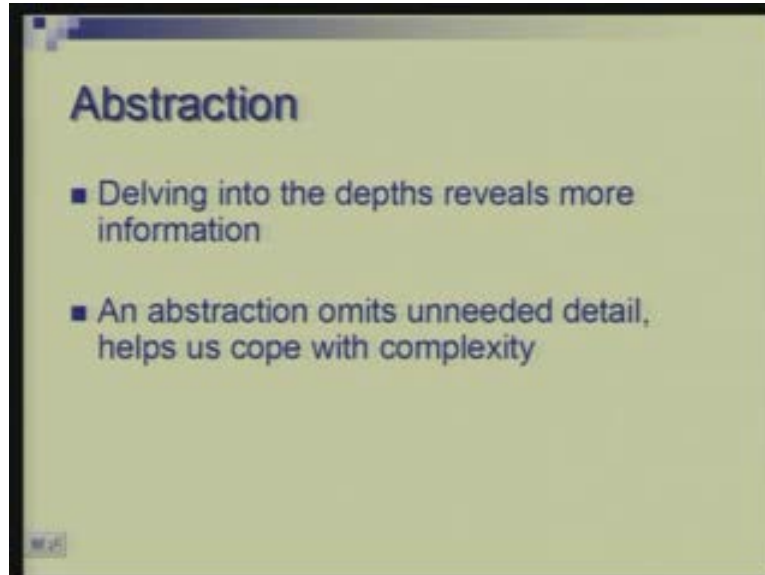 Abstraction
■ Delving into the depths reveals more
information
■ An abstraction omits unneeded detail,
helps us cope with complexity